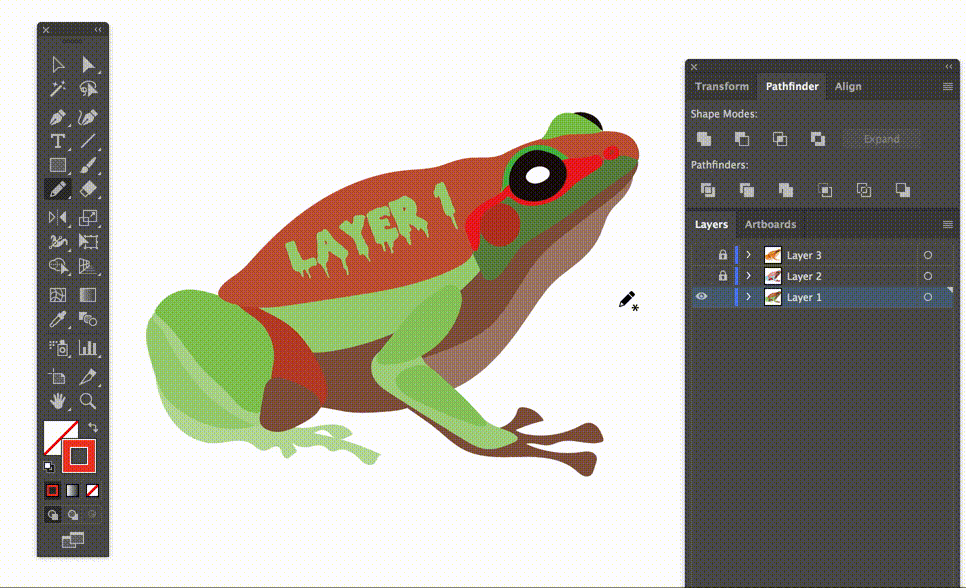 LAYER 1
Transform Pathfinder Align
Shape Modes:
Expand
Pathfinders:
Layers Artboards
Layer 3
Layer 2
Layer 1